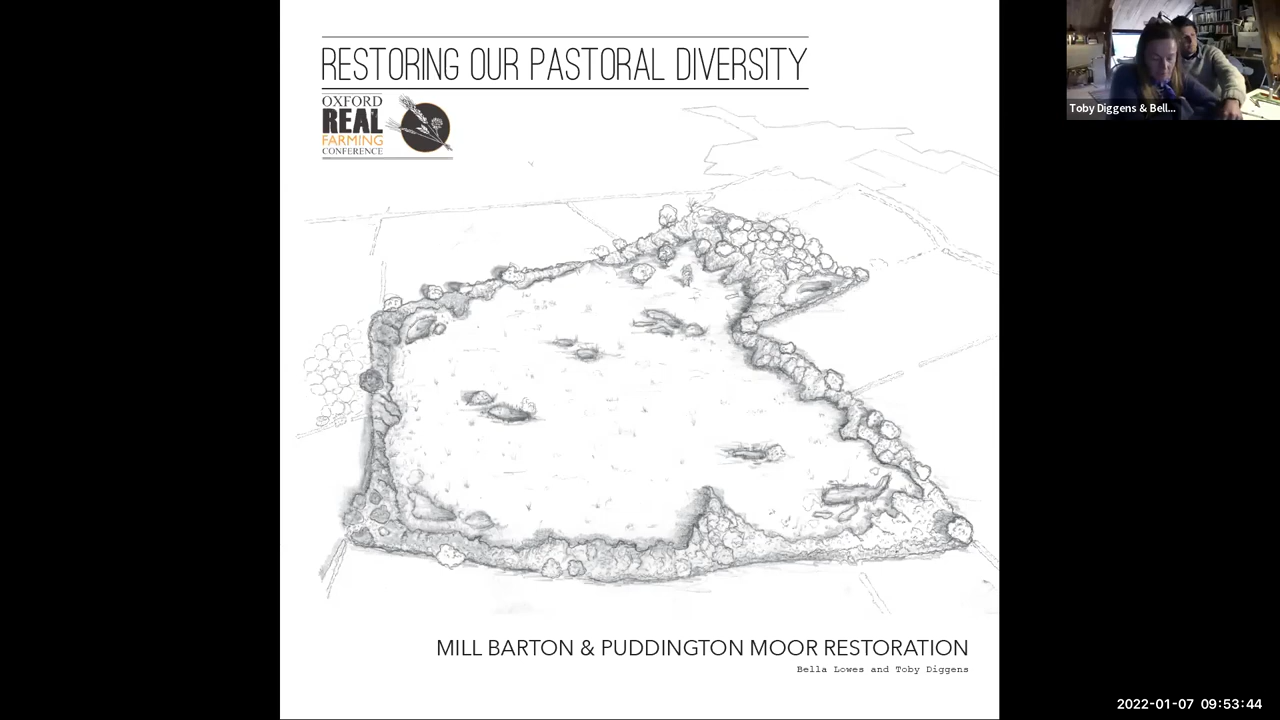 RESTORING OUR PASTORAL DIVERSITY
OXFORD
REAL
FARMING
CONFERENCE
Toby Diggens & Bell...
MILL BARTON & PUDDINGTON MOOR RESTORATION
Bella Lowes and Toby Diggens
2022-01-07 09:53:44